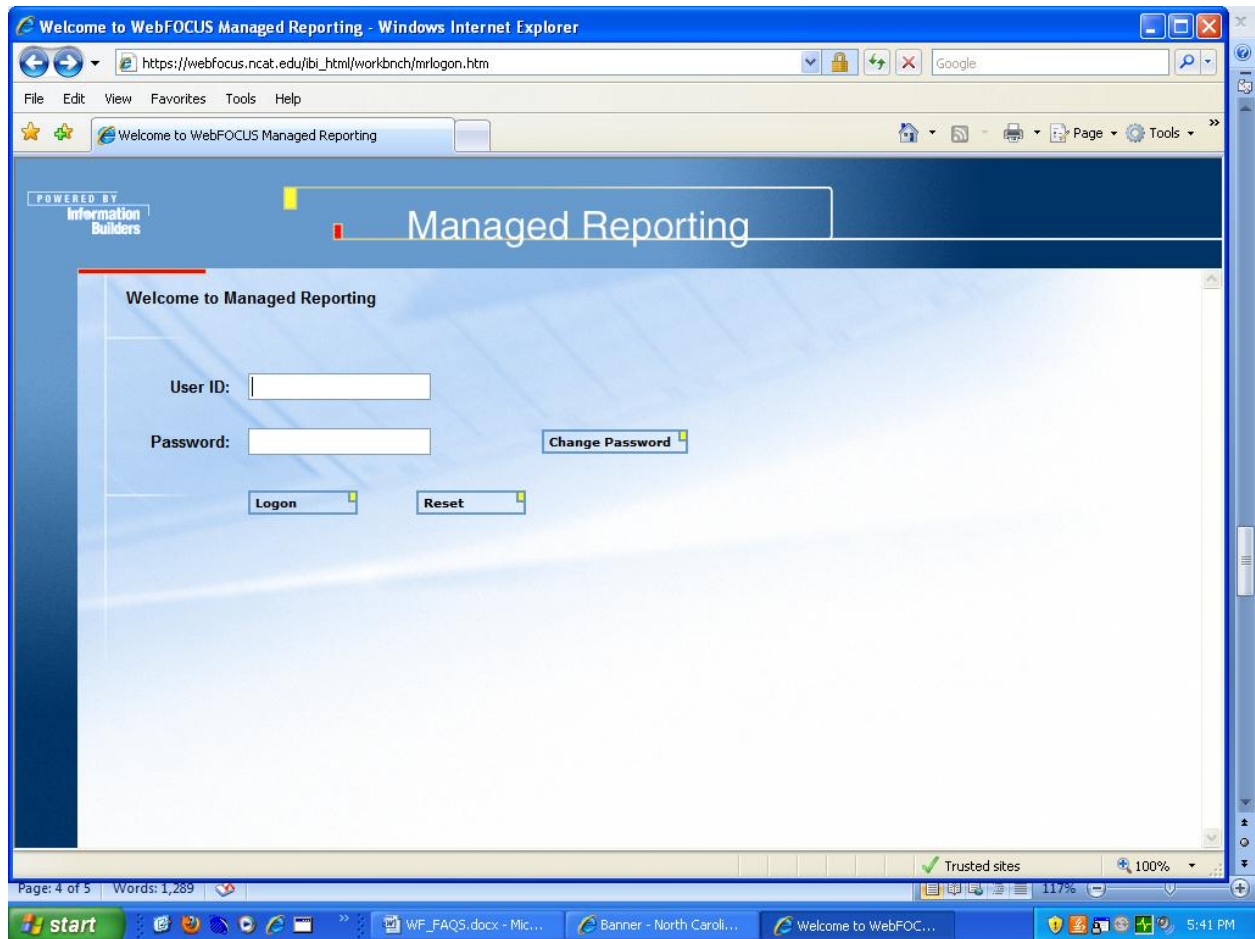 Welcome to WebFOCUS Managed Reporting - Windows Internet Explorer
https://webfocus.ncat.edu/ibi_html/workbnch/mrlogon.htm
Google
File Edit View Favorites Tools Help
Welcome to WebFOCUS Managed Reporting
Page Tools »
POWERED BY
Information
Builders
Managed Reporting
Welcome to Managed Reporting
User ID:
Password:
Change Password
Logon
Reset
Trusted sites
100%
Page: 4 of 5 Words: 1,289
117%
start
»
WF_FAQS.docx - Mic...
Banner - North Caroli...
Welcome to WebFOC...
5:41 PM